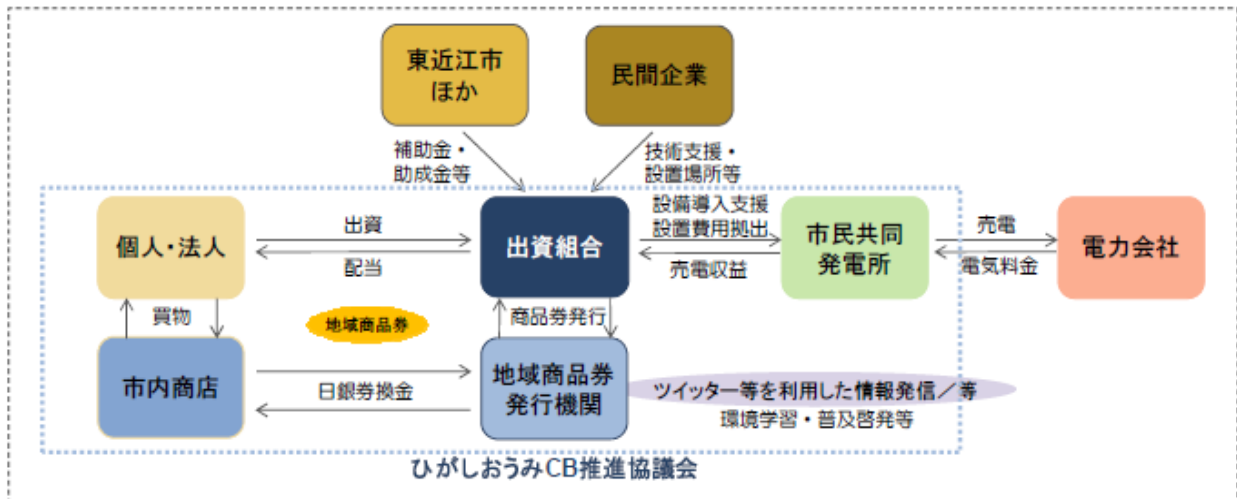 東近江市
ほか
民間企業
補助金・
助成金等
技術支援・
設置場所等
個人・法人
出資
配当
出資組合
設備導入支援
設置費用拠出
売電収益
市民共同
発電所
売電
電気料金
電力会社
買物
地域商品券
商品券発行
市内商店
日銀券換金
地域商品券
発行機関
ツイッター等を利用した情報発信／等
環境学習・普及啓発等
ひがしおうみCB推進協議会